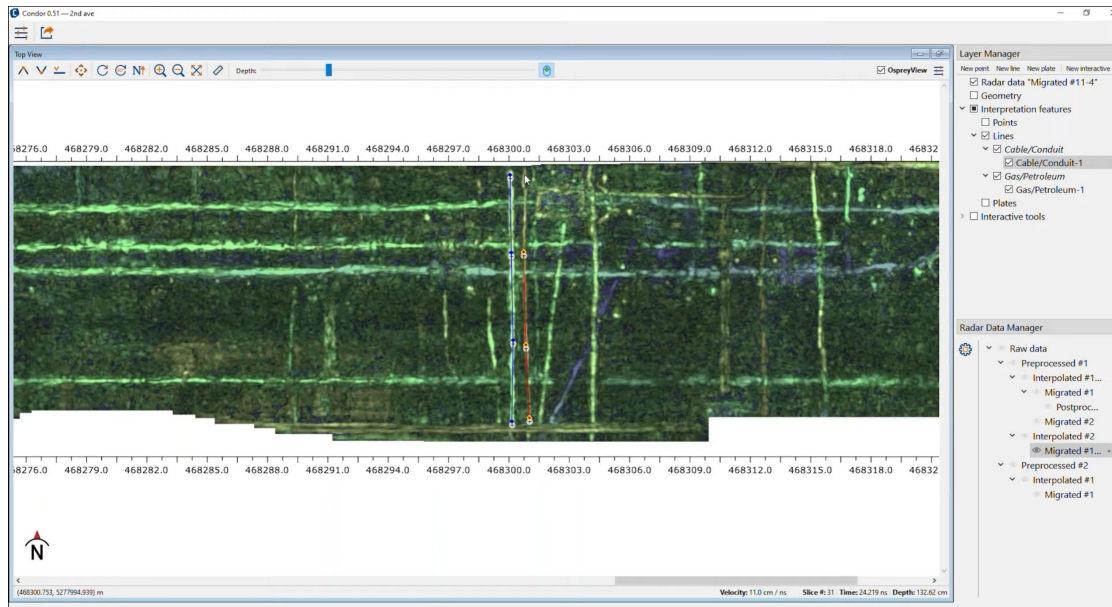 Condor 0.51 — 2nd ave
Top View
Depth:
OspreyView
468276.0 468279.0 468282.0 468285.0 468288.0 468291.0 468294.0 468297.0 468300.0 468303.0 468306.0 468309.0 468312.0 468315.0 468318.0 46832
468276.0 468279.0 468282.0 468285.0 468288.0 468291.0 468294.0 468297.0 468300.0 468303.0 468306.0 468309.0 468312.0 468315.0 468318.0 46832
N
(468300.753, 5277994.939) m
Velocity: 11.0 cm / ns Slice #: 31 Time: 24.219 ns Depth: 132.62 cm
Layer Manager
New point New line New plate New interactive
Radar data "Migrated #11-4"
Geometry
Interpretation features
Points
Lines
Cable/Conduit
Cable/Conduit-1
Gas/Petroleum
Gas/Petroleum-1
Plates
Interactive tools
Radar Data Manager
Raw data
Preprocessed #1
Interpolated #1...
Migrated #1
Postproc...
Migrated #2
Interpolated #2
Migrated #1...
Preprocessed #2
Interpolated #1
Migrated #1